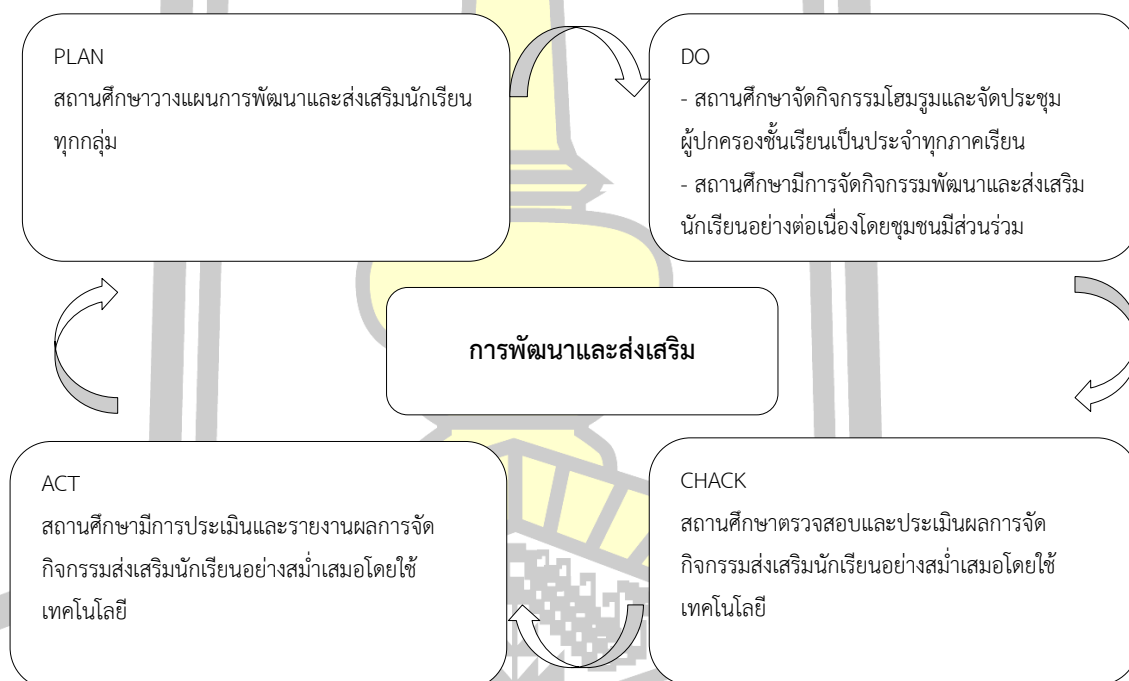 PLAN
สถานศึกษาวางแผนการพัฒนาและส่งเสริมนักเรียน
ทุกกลุ่ม
DO
- สถานศึกษาจัดกิจกรรมโฮมรูมและจัดประชุม
ผู้ปกครองชั้นเรียนเป็นประจำทุกภาคเรียน
- สถานศึกษามีการจัดกิจกรรมพัฒนาและส่งเสริม
นักเรียนอย่างต่อเนื่องโดยชุมชนมีส่วนร่วม
การพัฒนาและส่งเสริม
ACT
สถานศึกษามีการประเมินและรายงานผลการจัด
กิจกรรมส่งเสริมนักเรียนอย่างสม่ำเสมอโดยใช้
เทคโนโลยี
CHACK
สถานศึกษาตรวจสอบและประเมินผลการจัด
กิจกรรมส่งเสริมนักเรียนอย่างสม่ำเสมอโดยใช้
เทคโนโลยี